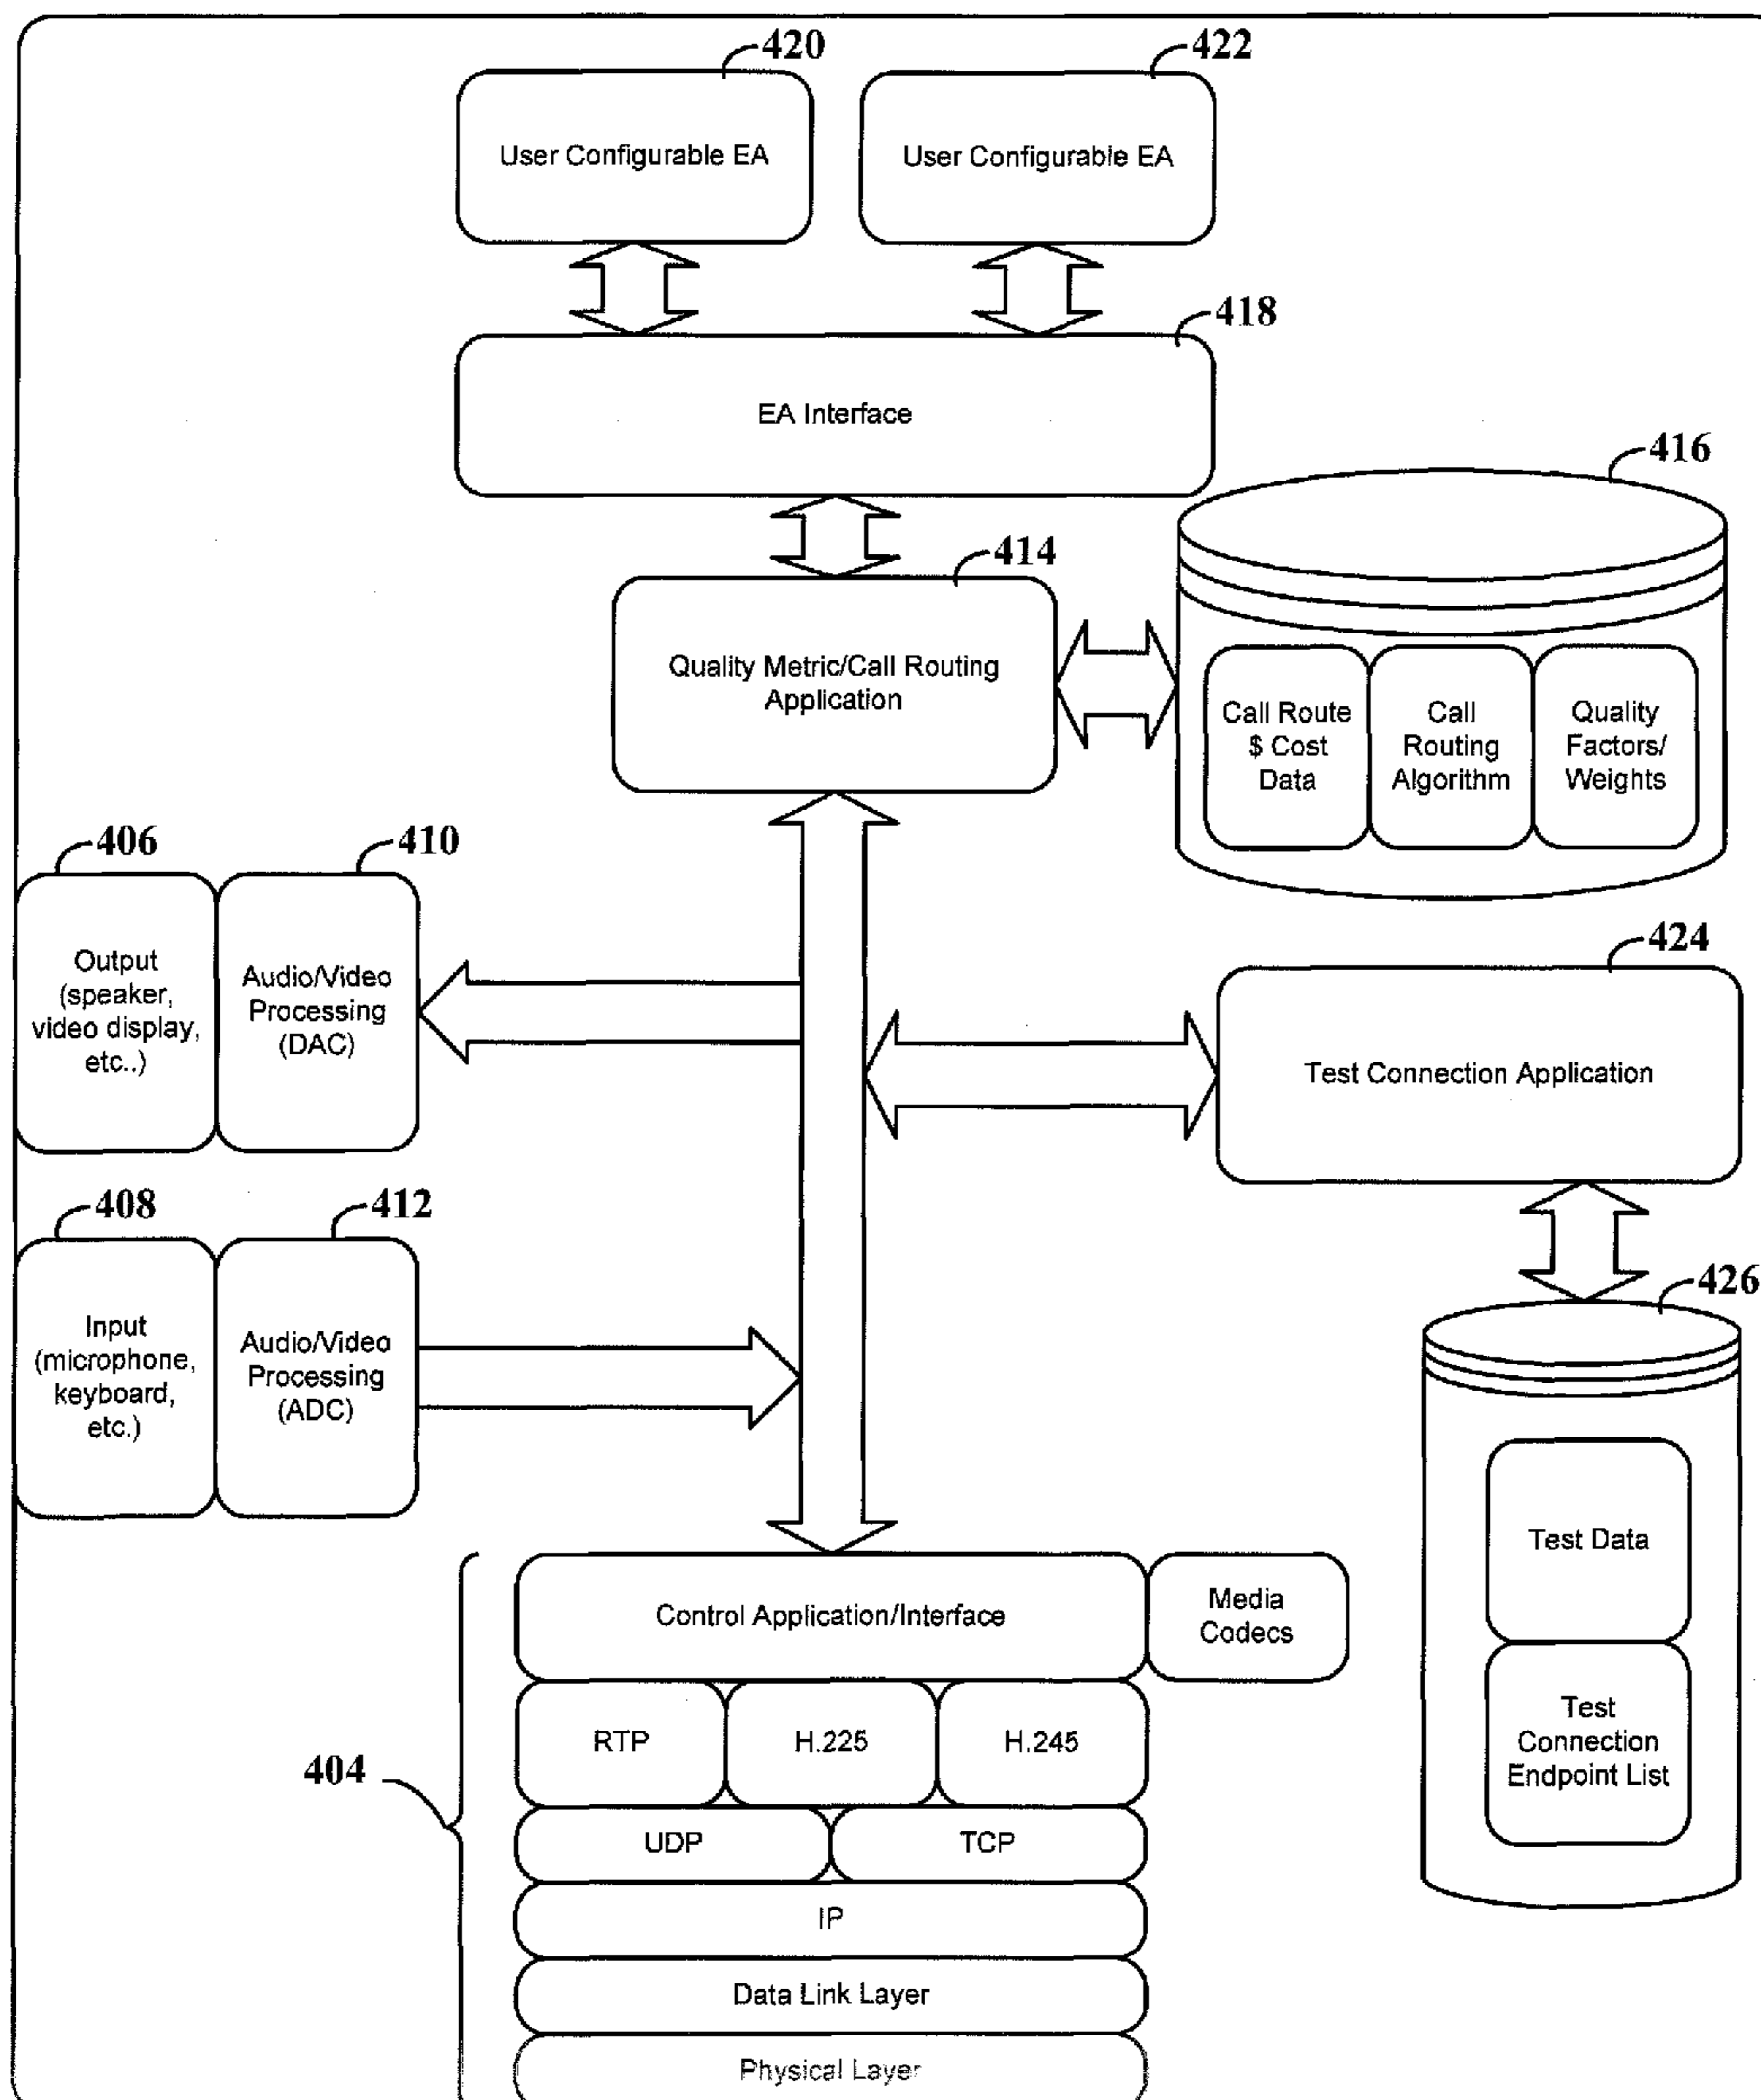 420
422
User Configurable EA
User Configurable EA
418
EA Interface
416
414
Quality Metric/Call Routing
Application
Call Route
$ Cost
Data
Call
Routing
Algorithm
Quality
Factors/
Weights
406
410
Output
(speaker,
video display,
etc..)
Audio/Video
Processing
(DAC)
424
Test Connection Application
408
412
Input
(microphone,
keyboard,
etc.)
Audio/Video
Processing
(ADC)
426
Test Data
Test
Connection
Endpoint List
404
Control Application/Interface
Media
Codecs
RTP
H.225
H.245
UDP
TCP
IP
Data Link Layer
Physical Layer